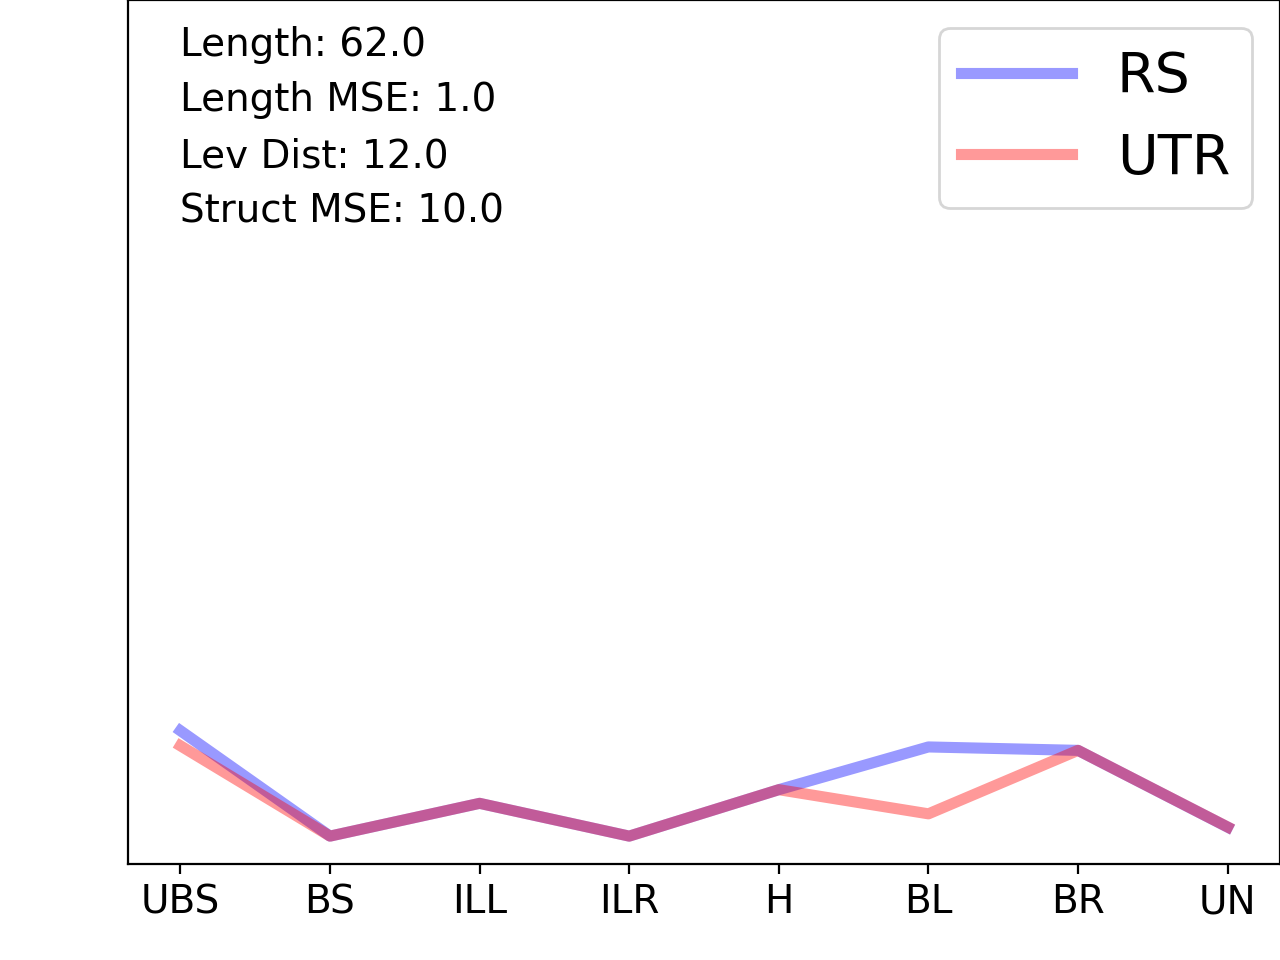 Length: 62.0
Length MSE: 1.0
Lev Dist: 12.0
Struct MSE: 10.0
RS
UTR
UBS BS ILL ILR H BL BR UN